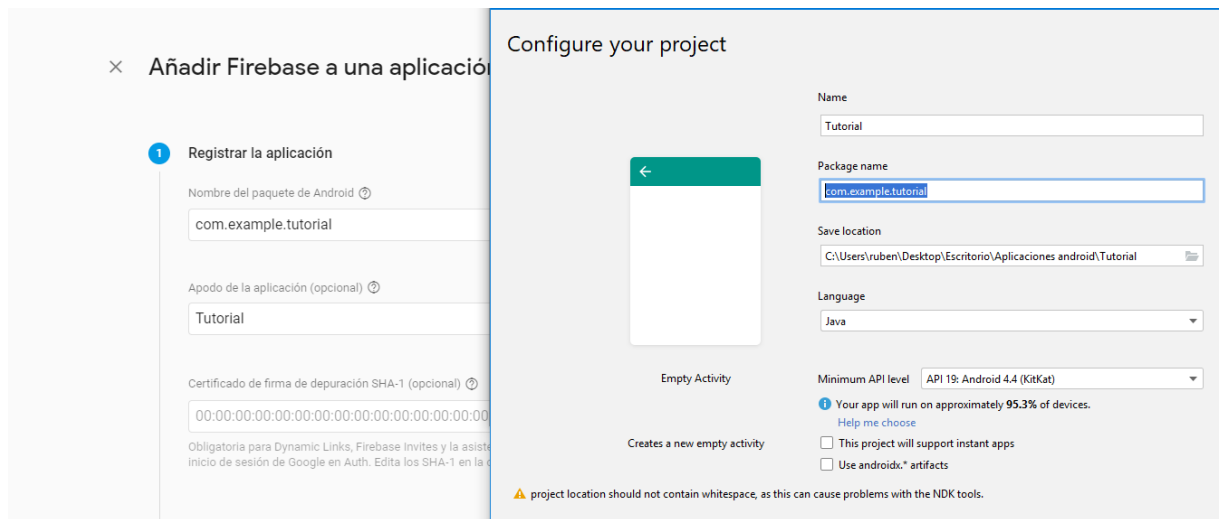 Añadir Firebase a una aplicación
1
Registrar la aplicación
Nombre del paquete de Android
com.example.tutorial
Apodo de la aplicación (opcional)
Tutorial
Certificado de firma de depuración SHA-1 (opcional)
00:00:00:00:00:00:00:00:00:00:00:00:00:00:00
Obligatoria para Dynamic Links, Firebase Invites y la
inicio de sesión de Google en Auth. Edita los SHA-1 en la
Configure your project
Name
Tutorial
Package name
com.example.tutorial
Save location
C:\Users\ruben\Desktop\Escritorio\Aplicaciones android\Tutorial
Language
Java
Empty Activity
Minimum API level
API 19: Android 4.4 (KitKat)
Your app will run on approximately 95.3% of devices.
Help me choose
Creates a new empty activity
This project will support instant apps
Use androidx.* artifacts
project location should not contain whitespace, as this can cause problems with the NDK tools.